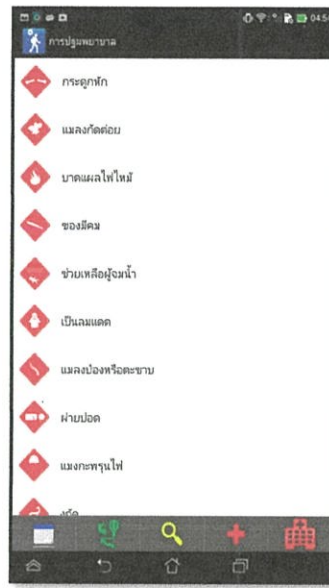 04:54
การปฐมพยาบาล
กระดูกหัก
แมลงกัดต่อย
บาดแผลไฟไหม้
ของมีคม
ช่วยเหลือผู้จมน้ำ
เป็นลมแดด
แมลงป่องหรือตะขาบ
ผายปอด
แมงกะพรุนไฟ
งูกัด